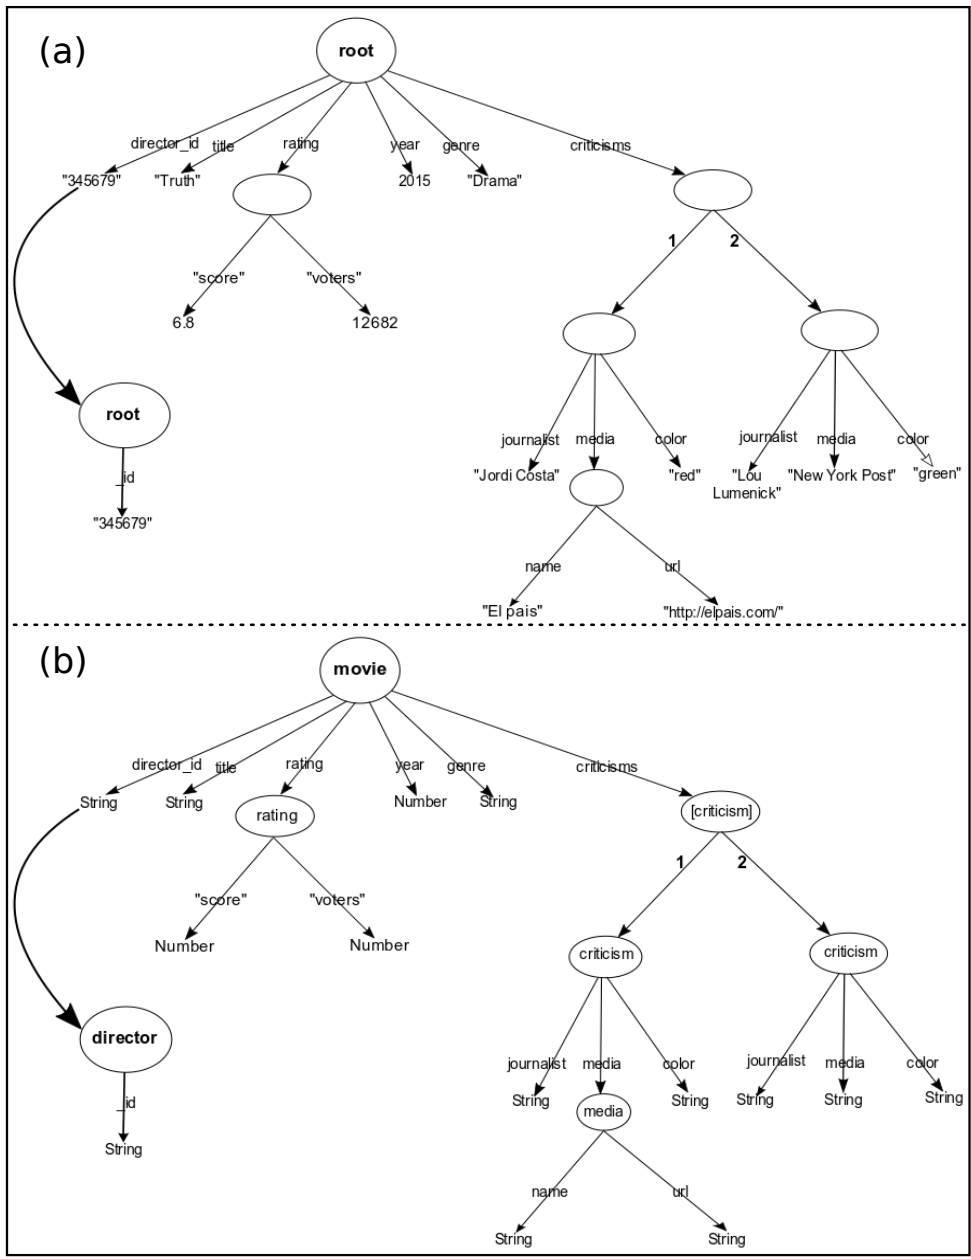 (a)
root
director_id title rating year genre criticisms
"345679" "Truth" 2015 "Drama"
1 2
"score" "voters"
6.8 12682
root
journalist media color journalist media color
"Jordi Costa" "red" "Lou "New York Post" "green"
Lumenick"
_id
"345679"
name url
"El pais" "http://elpais.com/"
(b)
movie
director_id title rating year genre criticisms
String String Number String
rating [criticism]
1 2
"score" "voters"
Number Number
criticism criticism
director
journalist media color journalist media color
String String String String String
_id media
String
name url
String String